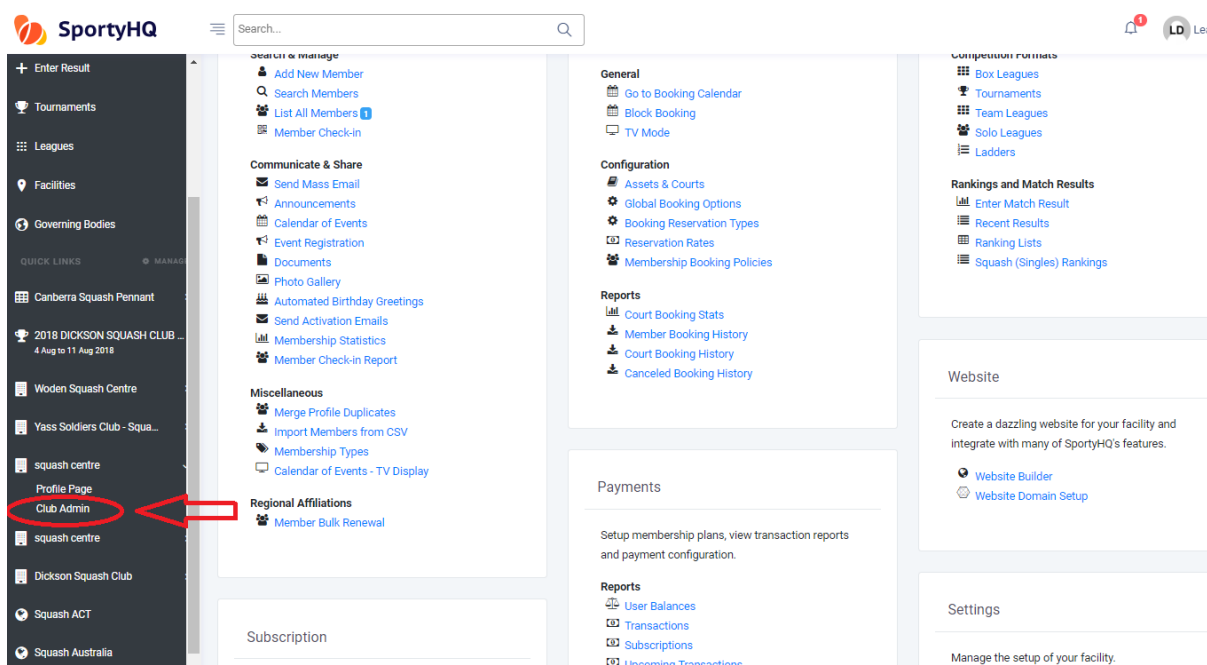 SportyHQ
Search...
1
LD Lea
Enter Result
Tournaments
Leagues
Facilities
Governing Bodies
QUICK LINKS MANAG
Canberra Squash Pennant
2018 DICKSON SQUASH CLUB ...
4 Aug to 11 Aug 2018
Woden Squash Centre
Yass Soldiers Club - Squa...
squash centre
Profile Page
Club Admin
squash centre
Dickson Squash Club
Squash ACT
Squash Australia
Search & Manage
Add New Member
Search Members
List All Members 1
Member Check-in
Communicate & Share
Send Mass Email
Announcements
Calendar of Events
Event Registration
Documents
Photo Gallery
Automated Birthday Greetings
Send Activation Emails
Membership Statistics
Member Check-in Report
Miscellaneous
Merge Profile Duplicates
Import Members from CSV
Membership Types
Calendar of Events - TV Display
Regional Affiliations
Member Bulk Renewal
Subscription
General
Go to Booking Calendar
Block Booking
TV Mode
Configuration
Assets & Courts
Global Booking Options
Booking Reservation Types
Reservation Rates
Membership Booking Policies
Reports
Court Booking Stats
Member Booking History
Court Booking History
Canceled Booking History
Payments
Setup membership plans, view transaction reports
and payment configuration.
Reports
User Balances
Transactions
Subscriptions
Upcoming Transactions
Competition Formats
Box Leagues
Tournaments
Team Leagues
Solo Leagues
Ladders
Rankings and Match Results
Enter Match Result
Recent Results
Ranking Lists
Squash (Singles) Rankings
Website
Create a dazzling website for your facility and
integrate with many of SportyHQ's features.
Website Builder
Website Domain Setup
Settings
Manage the setup of your facility.